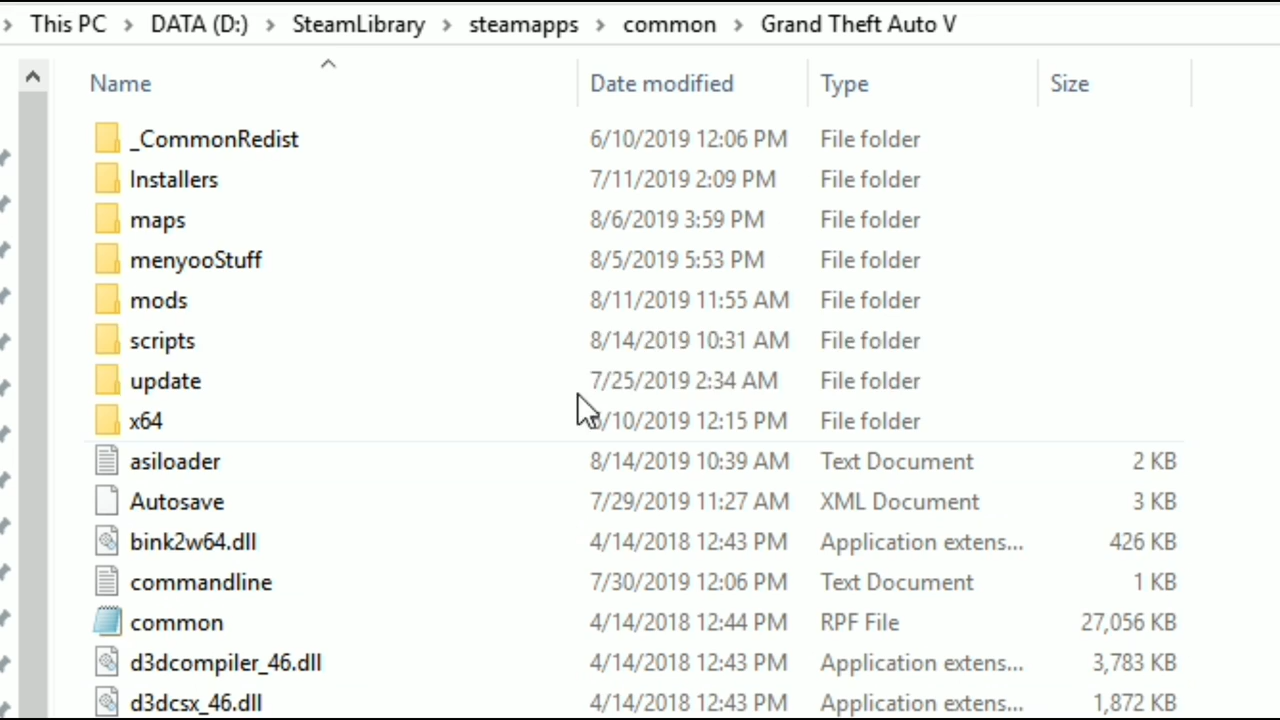 This PC > DATA (D:) > SteamLibrary > steamapps > common > Grand Theft Auto V
Name Date modified Type Size
_CommonRedist 6/10/2019 12:06 PM File folder
Installers 7/11/2019 2:09 PM File folder
maps 8/6/2019 3:59 PM File folder
menyooStuff 8/5/2019 5:53 PM File folder
mods 8/11/2019 11:55 AM File folder
scripts 8/14/2019 10:31 AM File folder
update 7/25/2019 2:34 AM File folder
x64 /10/2019 12:15 PM File folder
asiloader 8/14/2019 10:39 AM Text Document 2 KB
Autosave 7/29/2019 11:27 AM XML Document 3 KB
bink2w64.dll 4/14/2018 12:43 PM Application extens... 426 KB
commandline 7/30/2019 12:06 PM Text Document 1 KB
common 4/14/2018 12:44 PM RPF File 27,056 KB
d3dcompiler_46.dll 4/14/2018 12:43 PM Application extens... 3,783 KB
d3dcsx_46.dll 4/14/2018 12:43 PM Application extens... 1,872 KB